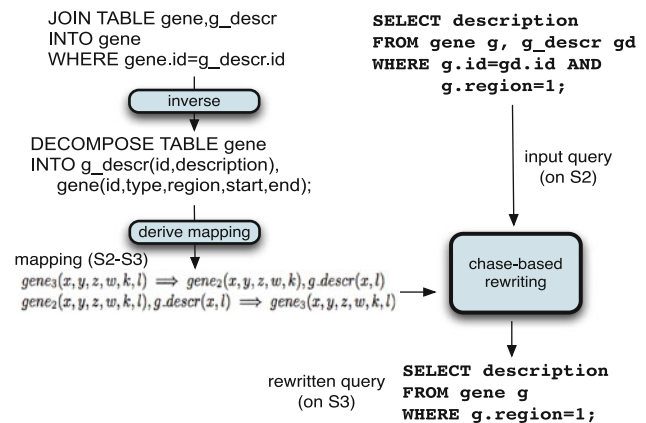 JOIN TABLE gene,g_descr
INTO gene
WHERE gene.id=g_descr.id
inverse
DECOMPOSE TABLE gene
INTO g_descr(id,description),
gene(id,type,region,start,end);
derive mapping
mapping (S2-S3)
gene₃(x, y, z, w, k, l) ⟹ gene₂(x, y, z, w, k), g_descr(x, l)
gene₂(x, y, z, w, k, l), g_descr(x, l) ⟹ gene₃(x, y, z, w, k, l)
SELECT description
FROM gene g, g_descr gd
WHERE g.id=gd.id AND
g.region=1;
input query
(on S2)
chase-based
rewriting
rewritten query
(on S3)
SELECT description
FROM gene g
WHERE g.region=1;